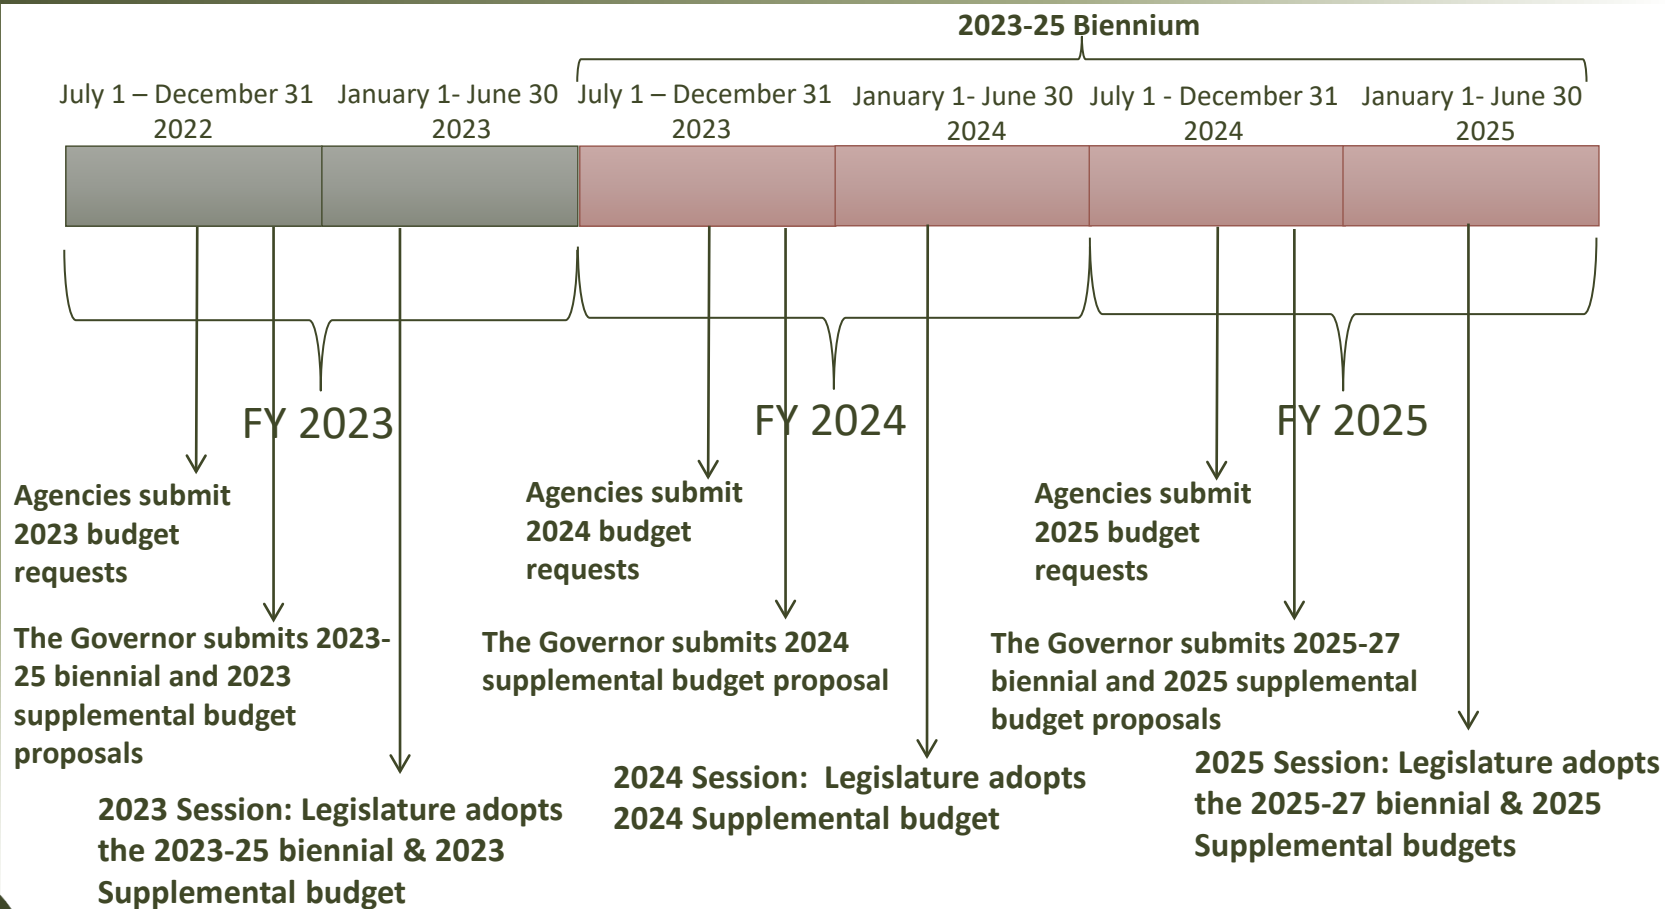 2023-25 Biennium
July 1 – December 31
2022
January 1- June 30
2023
July 1 – December 31
2023
January 1- June 30
2024
July 1 - December 31
2024
January 1- June 30
2025
FY 2023
FY 2024
FY 2025
Agencies submit
2023 budget
requests
The Governor submits 2023-
25 biennial and 2023
supplemental budget
proposals
2023 Session: Legislature adopts
the 2023-25 biennial & 2023
Supplemental budget
Agencies submit
2024 budget
requests
The Governor submits 2024
supplemental budget proposal
2024 Session:  Legislature adopts
2024 Supplemental budget
Agencies submit
2025 budget
requests
The Governor submits 2025-27
biennial and 2025 supplemental
budget proposals
2025 Session: Legislature adopts
the 2025-27 biennial & 2025
Supplemental budgets